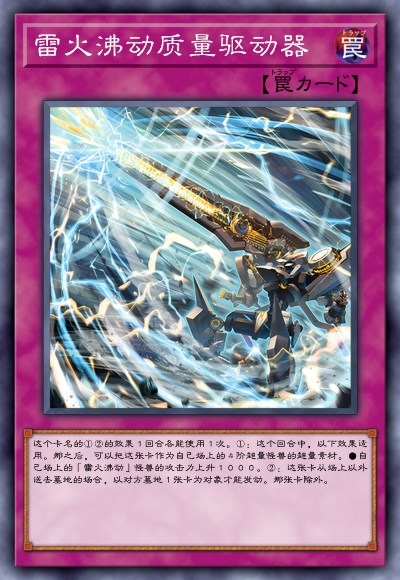 雷火沸动质量驱动器
罠
トラップ
【罠カード】
トラップ
这个卡名的①②的效果1回合各能使用1次。①：这个回合中，以下效果适
用。那之后，可以把这张卡作为自己场上的4阶超量怪兽的超量素材。●自
己场上的「雷火沸动」怪兽的攻击力上升1000。②：这张卡从场上以外
送去墓地的场合，以对方墓地1张卡为对象才能发动。那张卡除外。